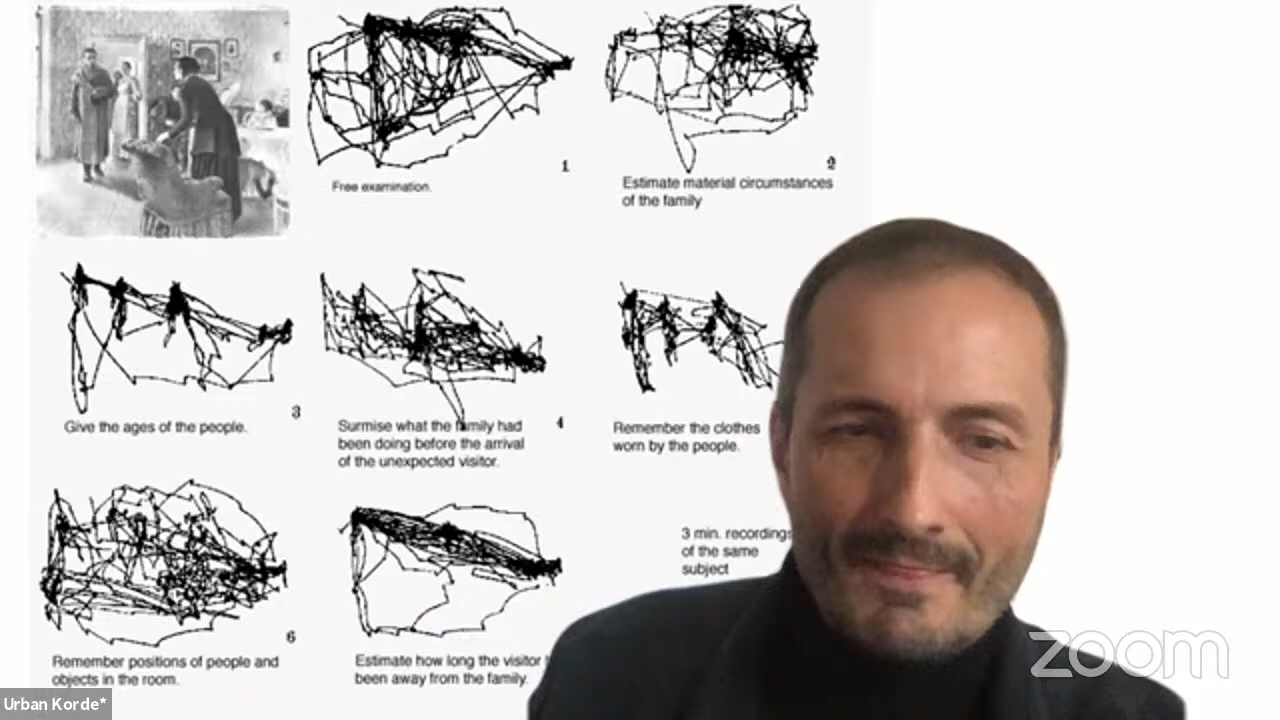 1
Free examination.
2
Estimate material circumstances
of the family
3
Give the ages of the people.
4
Surmise what the family had
been doing before the arrival
of the unexpected visitor.
Remember the clothes
worn by the people.
6
Remember positions of people and
objects in the room.
Estimate how long the visitor
been away from the family.
3 min. recordings
of the same
subject
zoom
Urban Korde*